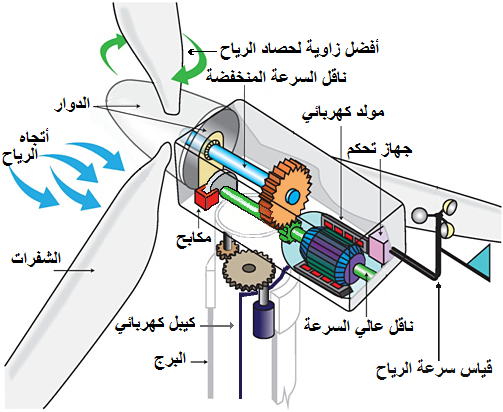 أفضل زاوية لحصاد الرياح
ناقل السرعة المنخفضة
الدوار
مولد كهربائي
أتجاه
الرياح
جهاز تحكم
مكابح
الشفرات
ناقل عالي السرعة
كيبل كهربائي
البرج
قياس سرعة الرياح